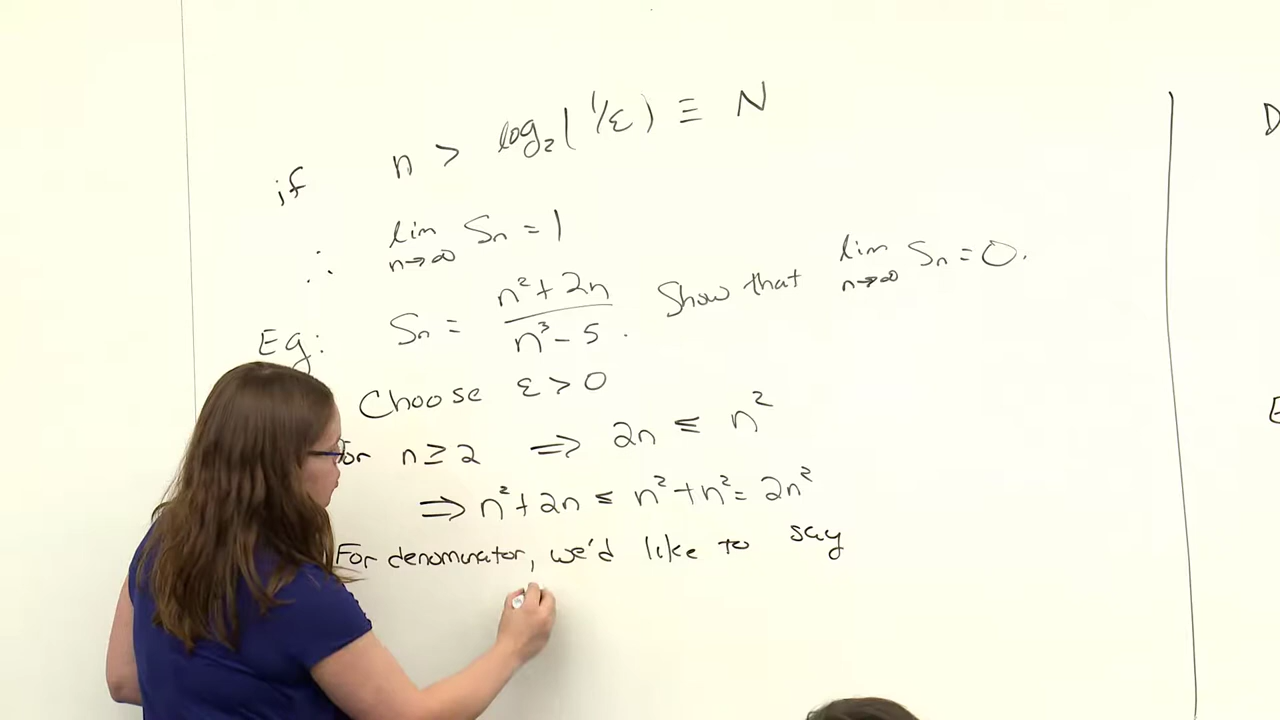 if n > log₂(1/ε) ≡ N
∴ lim n→∞ Sn = 1
Eg: Sn = (n² + 2n)/(n³ - 5). Show that lim n→∞ Sn = 0.
Choose ε > 0
For n ≥ 2 ⇒ 2n ≤ n²
⇒ n² + 2n ≤ n² + n² = 2n²
For denominator, we'd like to say
D
E